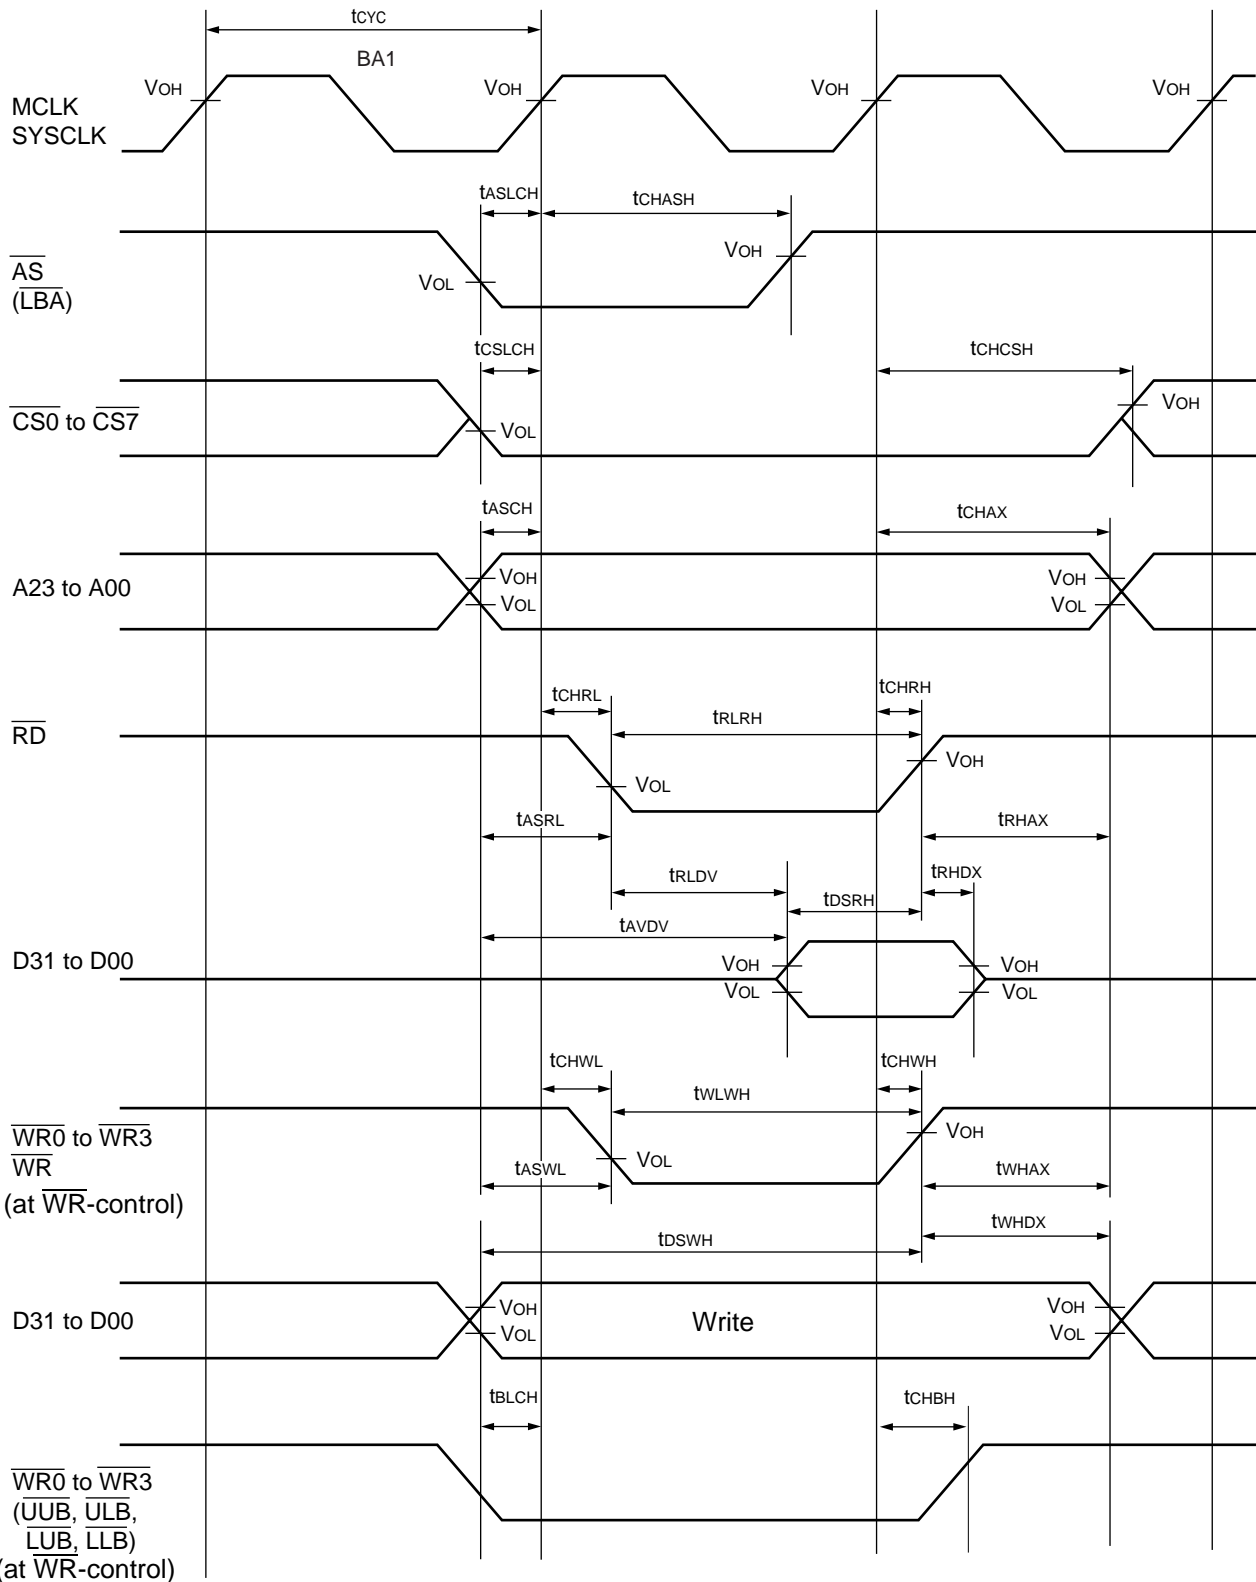 tCYC
BA1
VOH VOH VOH VOH
MCLK
SYSCLK
tASLCH tCHASH
VOH
AS
(LBA)
VOL
tCSLCH tCHCSH
VOH
CS0 to CS7
VOL
tASCH tCHAX
VOH VOH
A23 to A00
VOL VOL
tCHRL tCHRH
tRLRH
RD
VOH
VOL
tASRL tRHAX
tRLDV tRHDX
tDSRH
tAVDV
D31 to D00
VOH VOH
VOL VOL
tCHWL tCHWH
tWLWH
VOH
WR0 to WR3
WR
(at WR-control)
VOL
tASWL tWHAX
tDSWH tWHDX
VOH VOH
D31 to D00
Write
VOL VOL
tBLCH tCHBH
WR0 to WR3
(UUB, ULB,
LUB, LLB)
(at WR-control)